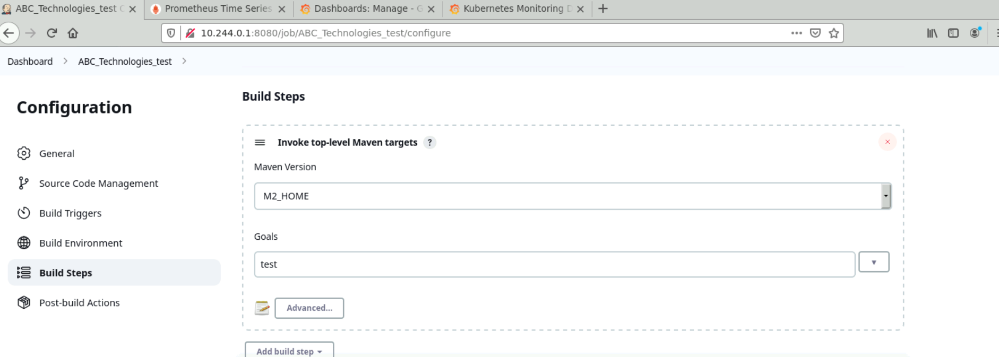 ABC_Technologies_test
Prometheus Time Series
Dashboards: Manage - G
Kubernetes Monitoring D
10.244.0.1:8080/job/ABC_Technologies_test/configure
Dashboard > ABC_Technologies_test >
Configuration
General
Source Code Management
Build Triggers
Build Environment
Build Steps
Post-build Actions
Build Steps
Invoke top-level Maven targets ?
Maven Version
M2_HOME
Goals
test
Advanced...
Add build step